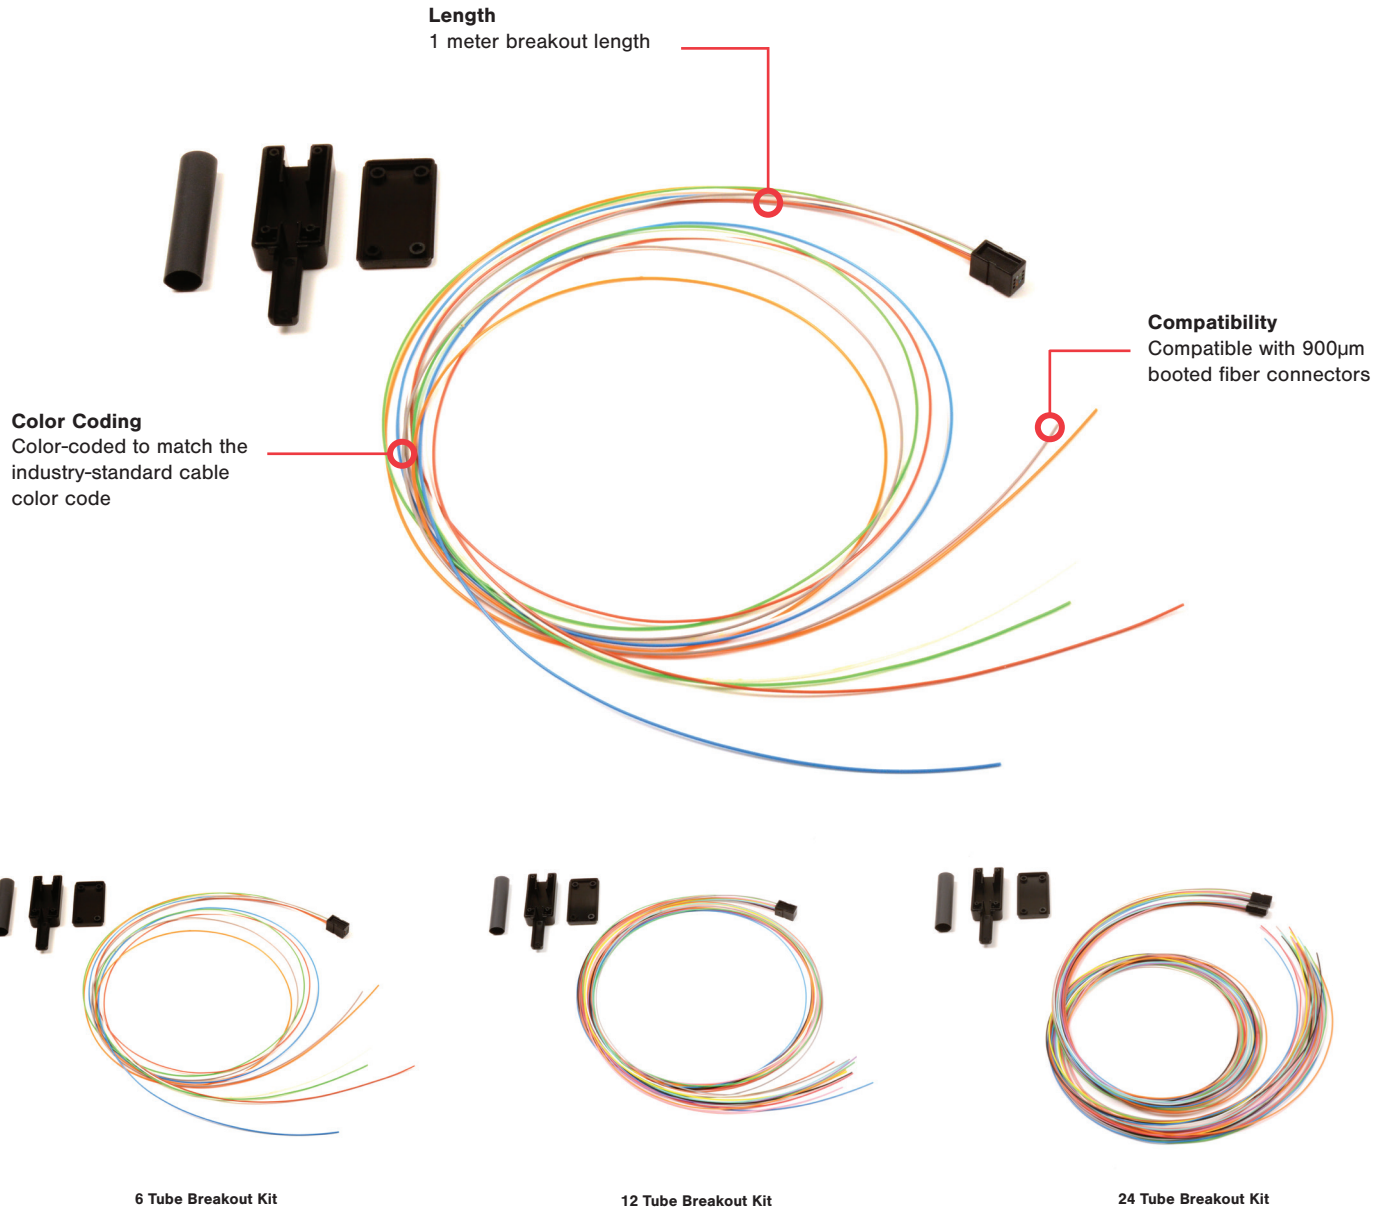 Length
1 meter breakout length
Compatibility
Compatible with 900µm
booted fiber connectors
Color Coding
Color-coded to match the
industry-standard cable
color code
6 Tube Breakout Kit
12 Tube Breakout Kit
24 Tube Breakout Kit